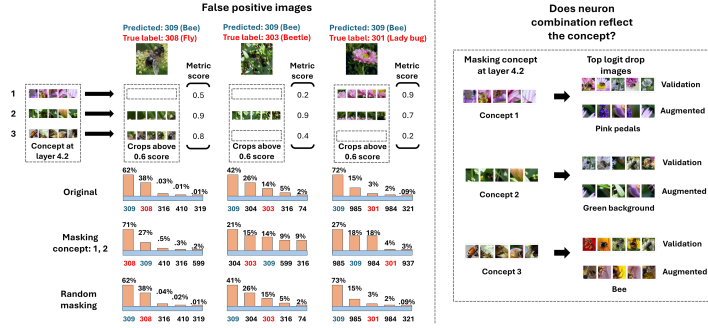 False positive images
Predicted: 309 (Bee)
True label: 308 (Fly)
Predicted: 309 (Bee)
True label: 303 (Beetle)
Predicted: 309 (Bee)
True label: 301 (Lady bug)
Metric score
Metric score
Metric score
1
2
3
Concept at layer 4.2
0.5
0.9
0.8
Crops above 0.6 score
0.2
0.9
0.4
Crops above 0.6 score
0.9
0.7
0.2
Crops above 0.6 score
Original
62% 38% .03% .01% .01%
309 308 316 410 319
42% 26% 14% 5% 2%
309 304 303 316 74
72% 15% 3% 2% .09%
309 985 301 984 321
Masking concept: 1, 2
71% 27% .5% .3% .2%
308 309 410 316 599
21% 15% 14% 9% 9%
304 303 309 599 316
27% 18% 18% 4% 3%
985 309 984 301 937
Random masking
62% 38% .04% .02% .01%
309 308 316 410 319
41% 26% 15% 5% 2%
309 304 303 316 74
73% 15% 3% 2% .09%
309 985 301 984 321
Does neuron
combination reflect
the concept?
Masking concept
at layer 4.2
Top logit drop
images
Concept 1
Validation
Augmented
Pink pedals
Concept 2
Validation
Augmented
Green background
Concept 3
Validation
Augmented
Bee